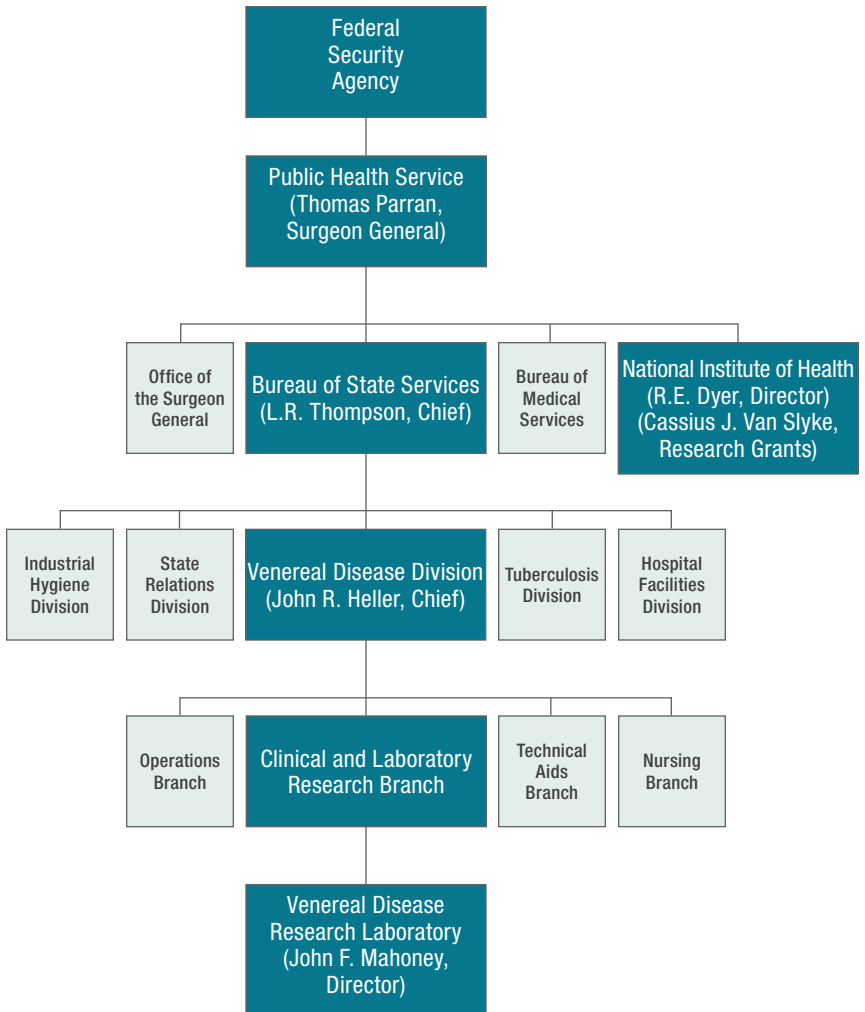 Federal
Security
Agency
Public Health Service
(Thomas Parran,
Surgeon General)
Office of
the Surgeon
General
Bureau of State Services
(L.R. Thompson, Chief)
Bureau of
Medical
Services
National Institute of Health
(R.E. Dyer, Director)
(Cassius J. Van Slyke,
Research Grants)
Industrial
Hygiene
Division
State
Relations
Division
Venereal Disease Division
(John R. Heller, Chief)
Tuberculosis
Division
Hospital
Facilities
Division
Operations
Branch
Clinical and Laboratory
Research Branch
Technical
Aids
Branch
Nursing
Branch
Venereal Disease
Research Laboratory
(John F. Mahoney,
Director)